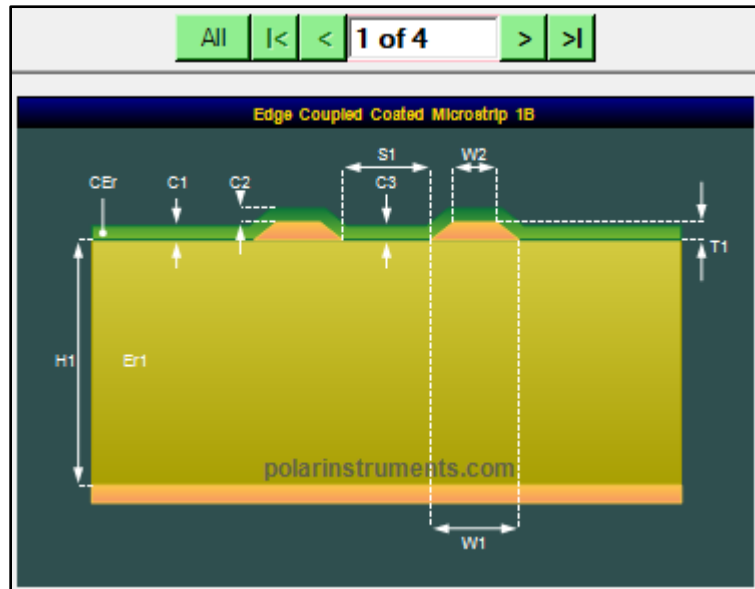 All |< < 1 of 4 > >|
Edge Coupled Coated Microstrip 1B
S1 W2
CEr C1 C2 C3
T1
H1 Er1
polarinstruments.com
W1